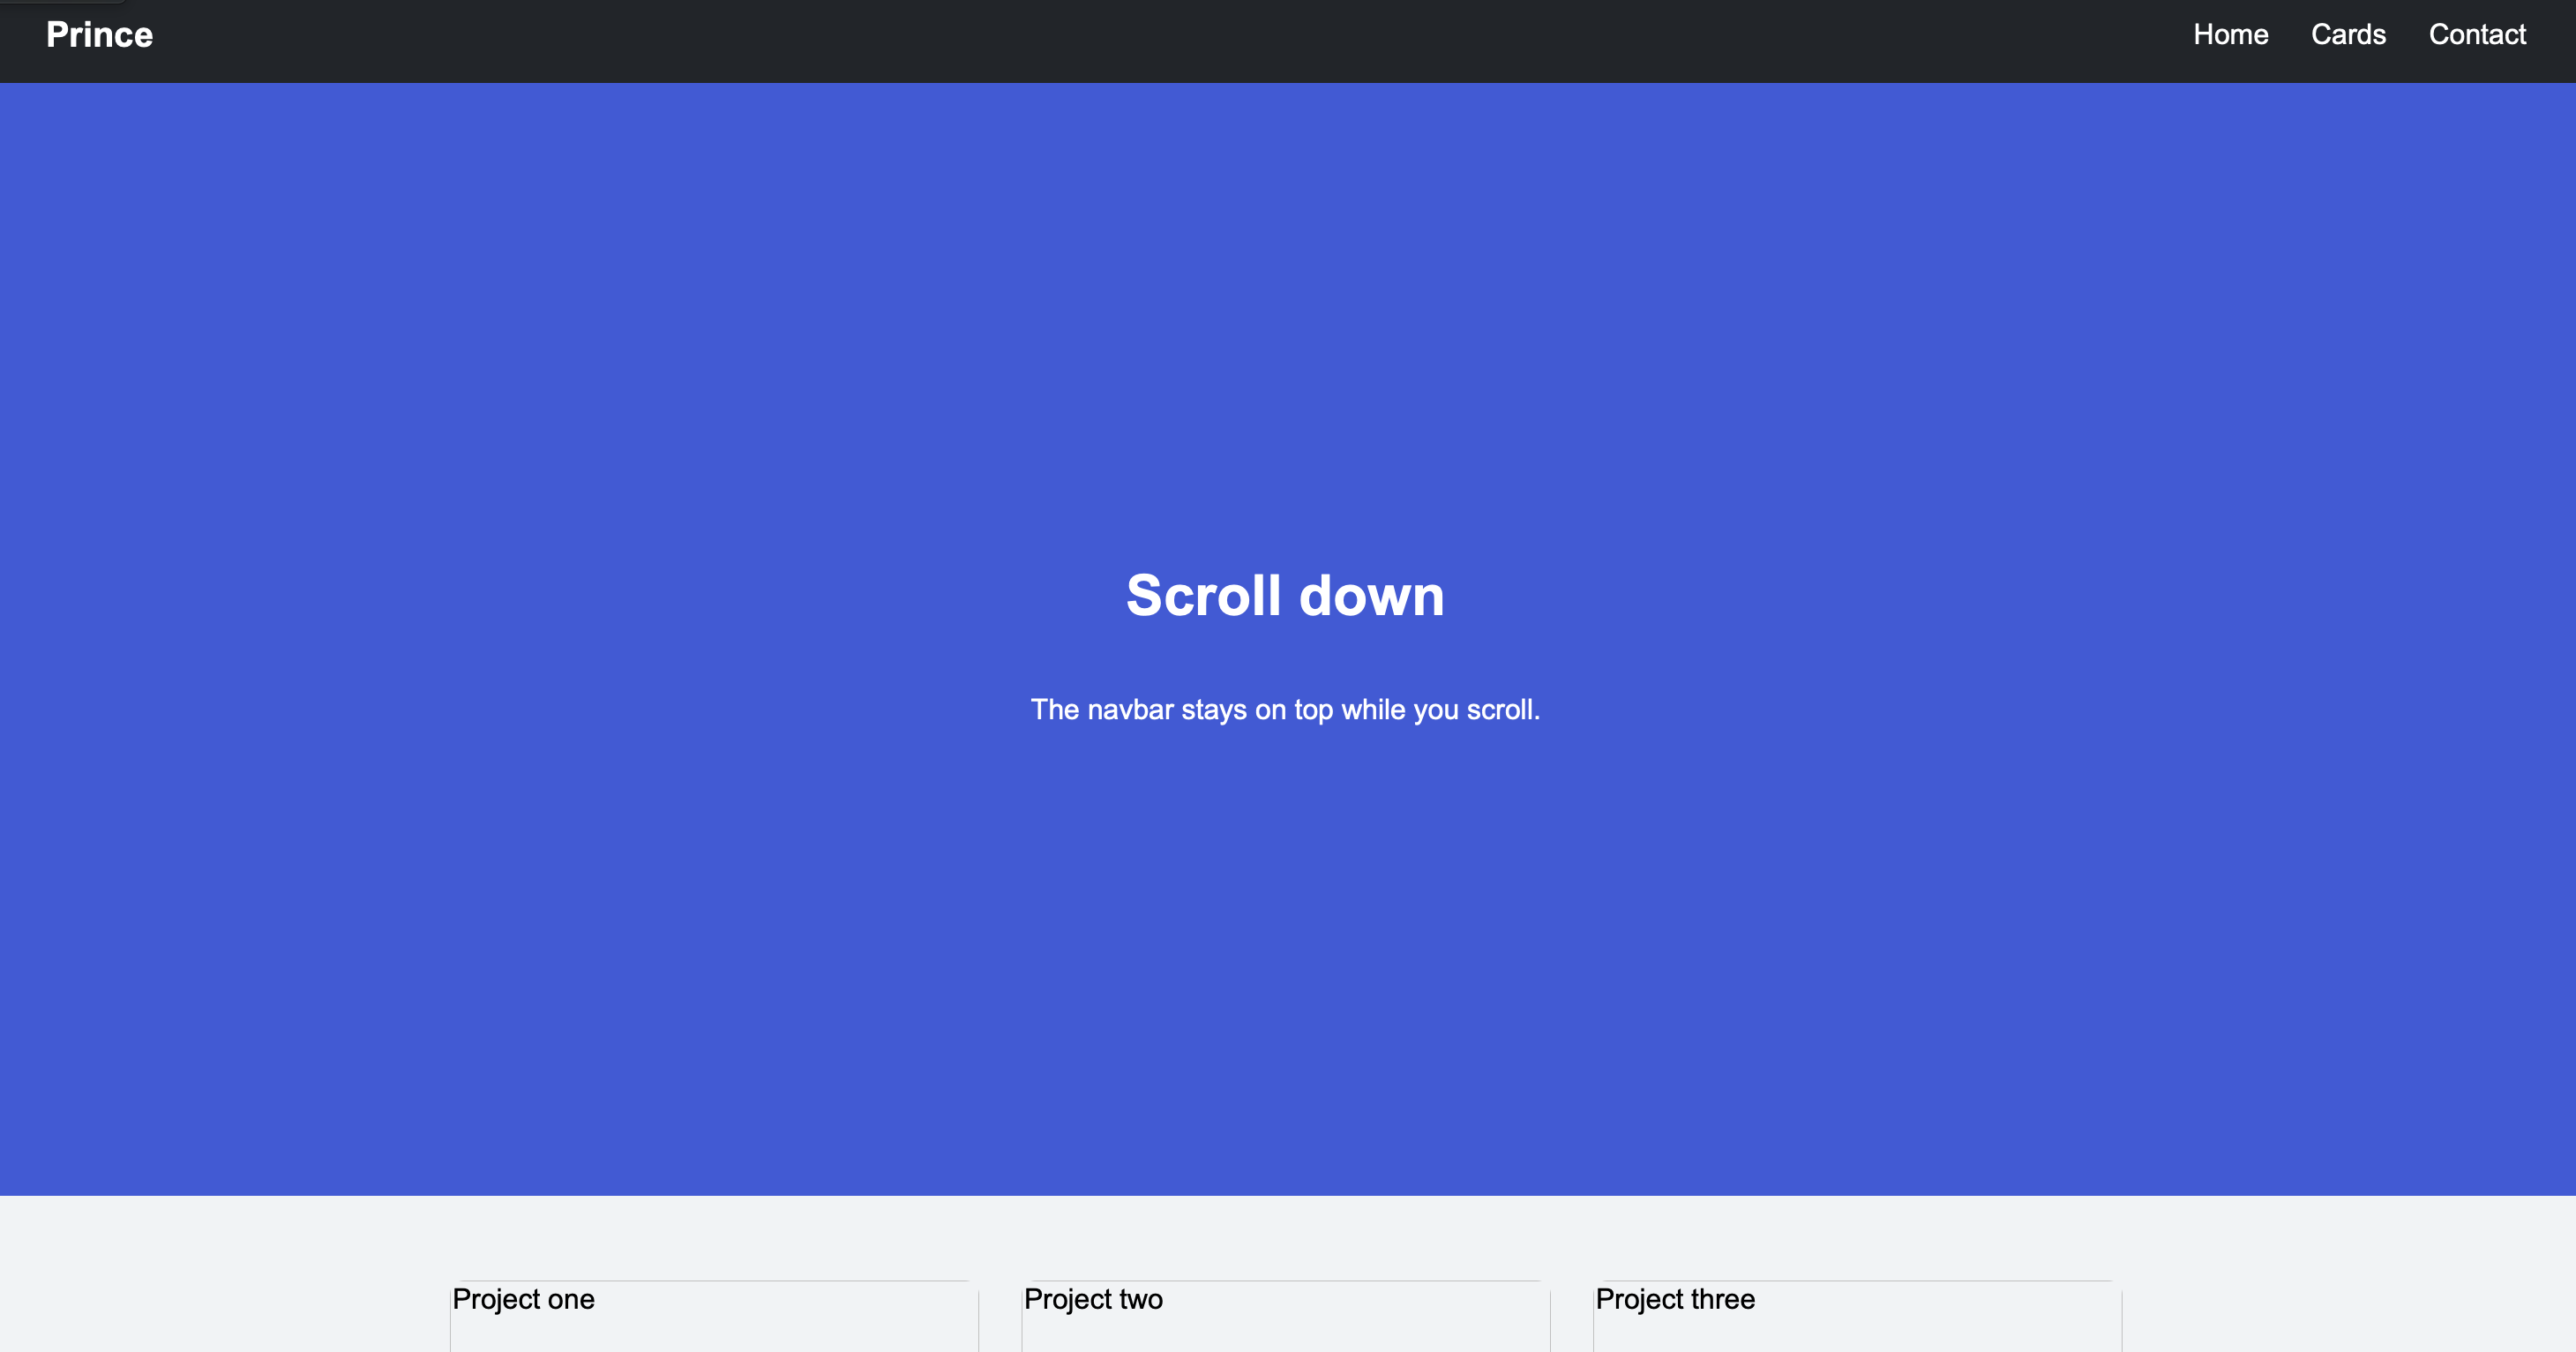 Prince
Home Cards Contact
Scroll down
The navbar stays on top while you scroll.
Project one
Project two
Project three